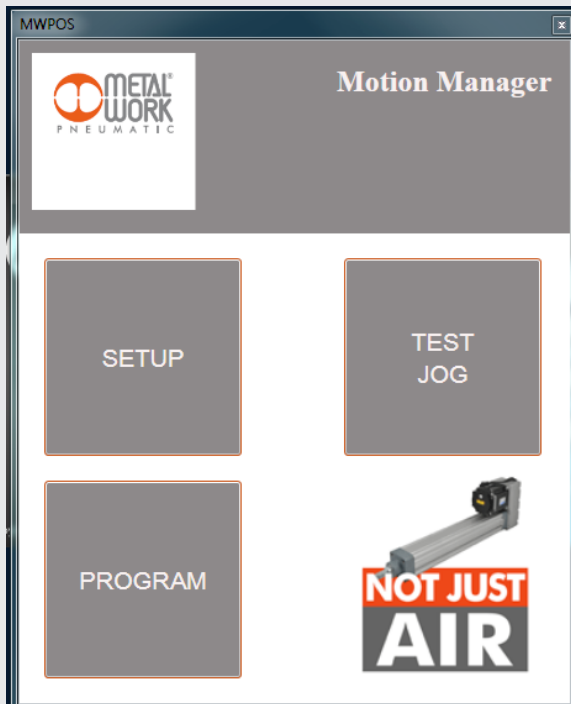 MWPOS
METAL®
WORK
PNEUMATIC
Motion Manager
SETUP
TEST
JOG
PROGRAM
NOT JUST
AIR